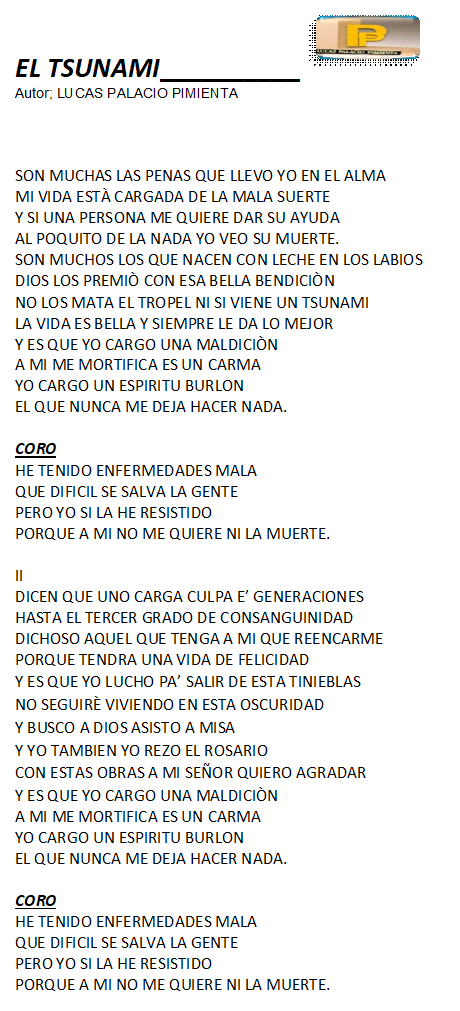 EL TSUNAMI__________
LUCAS PALACIO PIMIENTA
Autor; LUCAS PALACIO PIMIENTA
SON MUCHAS LAS PENAS QUE LLEVO YO EN EL ALMA
MI VIDA ESTÀ CARGADA DE LA MALA SUERTE
Y SI UNA PERSONA ME QUIERE DAR SU AYUDA
AL POQUITO DE LA NADA YO VEO SU MUERTE.
SON MUCHOS LOS QUE NACEN CON LECHE EN LOS LABIOS
DIOS LOS PREMIÒ CON ESA BELLA BENDICIÒN
NO LOS MATA EL TROPEL NI SI VIENE UN TSUNAMI
LA VIDA ES BELLA Y SIEMPRE LE DA LO MEJOR
Y ES QUE YO CARGO UNA MALDICIÒN
A MI ME MORTIFICA ES UN CARMA
YO CARGO UN ESPIRITU BURLON
EL QUE NUNCA ME DEJA HACER NADA.
CORO
HE TENIDO ENFERMEDADES MALA
QUE DIFICIL SE SALVA LA GENTE
PERO YO SI LA HE RESISTIDO
PORQUE A MI NO ME QUIERE NI LA MUERTE.
II
DICEN QUE UNO CARGA CULPA E’ GENERACIONES
HASTA EL TERCER GRADO DE CONSANGUINIDAD
DICHOSO AQUEL QUE TENGA A MI QUE REENCARME
PORQUE TENDRA UNA VIDA DE FELICIDAD
Y ES QUE YO LUCHO PA’ SALIR DE ESTA TINIEBLAS
NO SEGUIRÈ VIVIENDO EN ESTA OSCURIDAD
Y BUSCO A DIOS ASISTO A MISA
Y YO TAMBIEN YO REZO EL ROSARIO
CON ESTAS OBRAS A MI SEÑOR QUIERO AGRADAR
Y ES QUE YO CARGO UNA MALDICIÒN
A MI ME MORTIFICA ES UN CARMA
YO CARGO UN ESPIRITU BURLON
EL QUE NUNCA ME DEJA HACER NADA.
CORO
HE TENIDO ENFERMEDADES MALA
QUE DIFICIL SE SALVA LA GENTE
PERO YO SI LA HE RESISTIDO
PORQUE A MI NO ME QUIERE NI LA MUERTE.